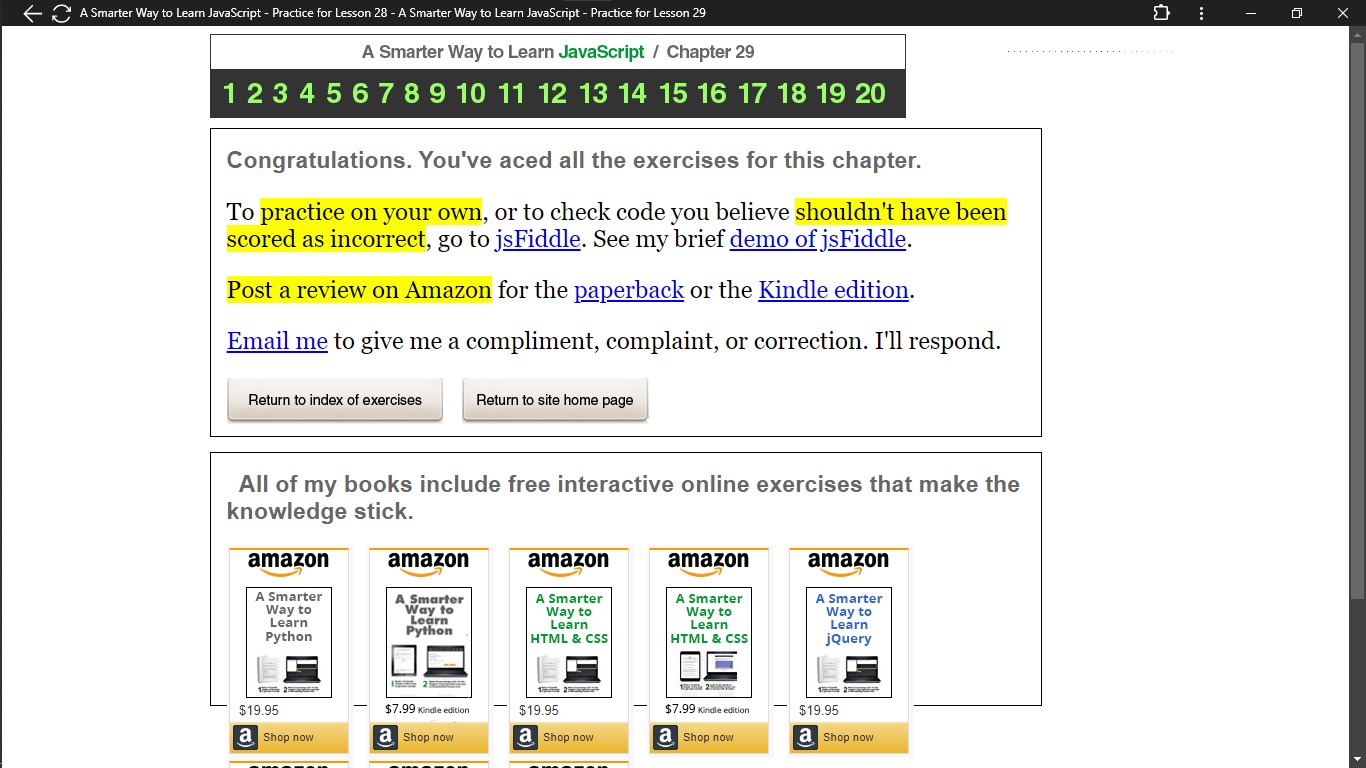 A Smarter Way to Learn JavaScript - Practice for Lesson 28 - A Smarter Way to Learn JavaScript - Practice for Lesson 29
A Smarter Way to Learn JavaScript / Chapter 29
1 2 3 4 5 6 7 8 9 10 11 12 13 14 15 16 17 18 19 20
Congratulations. You've aced all the exercises for this chapter.
To practice on your own, or to check code you believe shouldn't have been
scored as incorrect, go to jsFiddle. See my brief demo of jsFiddle.
Post a review on Amazon for the paperback or the Kindle edition.
Email me to give me a compliment, complaint, or correction. I'll respond.
Return to index of exercises
Return to site home page
All of my books include free interactive online exercises that make the
knowledge stick.
amazon
A Smarter
Way to
Learn
Python
$19.95
a Shop now
amazon
A Smarter
Way to
Learn
Python
$7.99 Kindle edition
a Shop now
amazon
A Smarter
Way to
Learn
HTML & CSS
$19.95
a Shop now
amazon
A Smarter
Way to
Learn
HTML & CSS
$7.99 Kindle edition
a Shop now
amazon
A Smarter
Way to
Learn
jQuery
$19.95
a Shop now
amazon
amazon
amazon